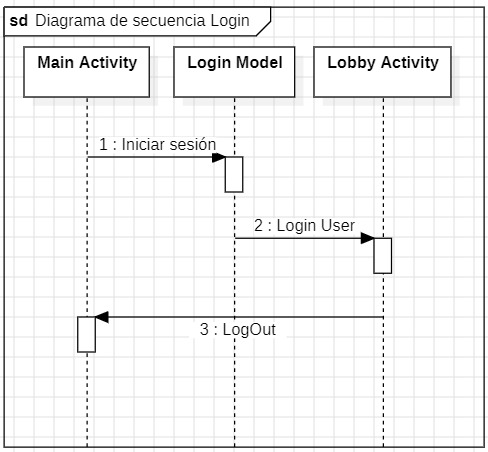 sd Diagrama de secuencia Login
Main Activity Login Model Lobby Activity
1 : Iniciar sesión
2 : Login User
3 : LogOut